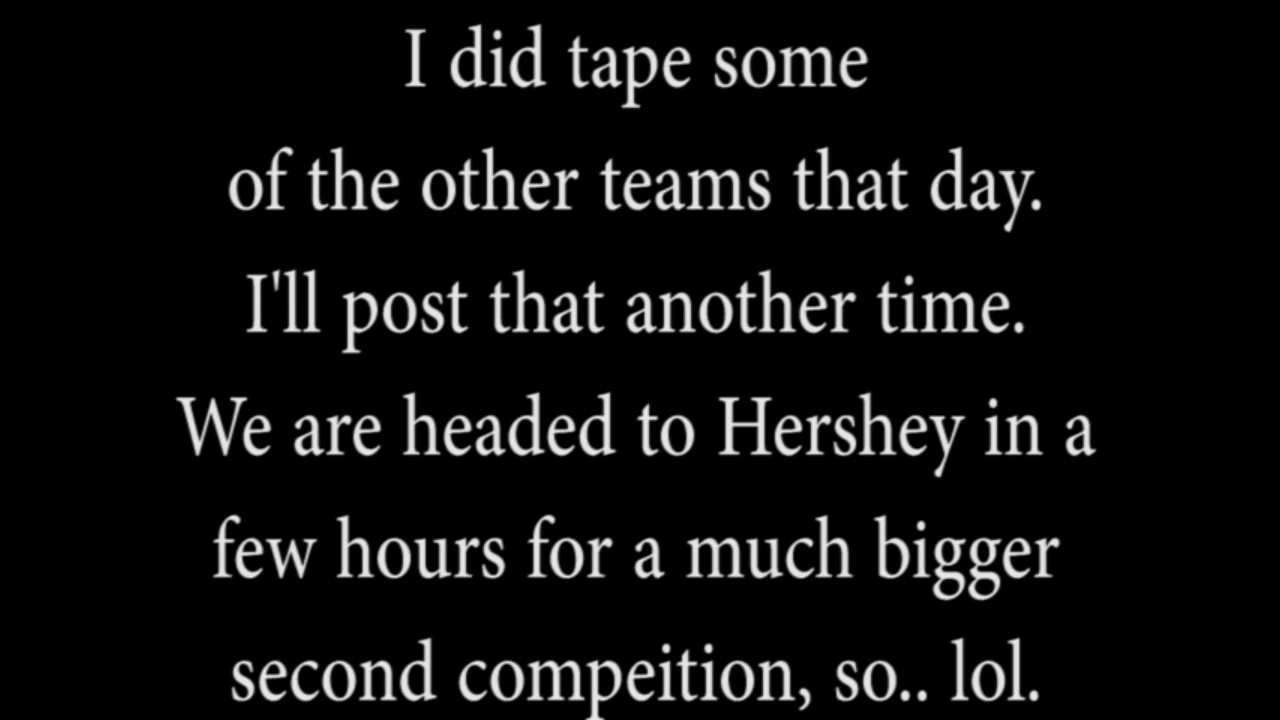 I did tape some
of the other teams that day.
I'll post that another time.
We are headed to Hershey in a
few hours for a much bigger
second compeition, so.. lol.